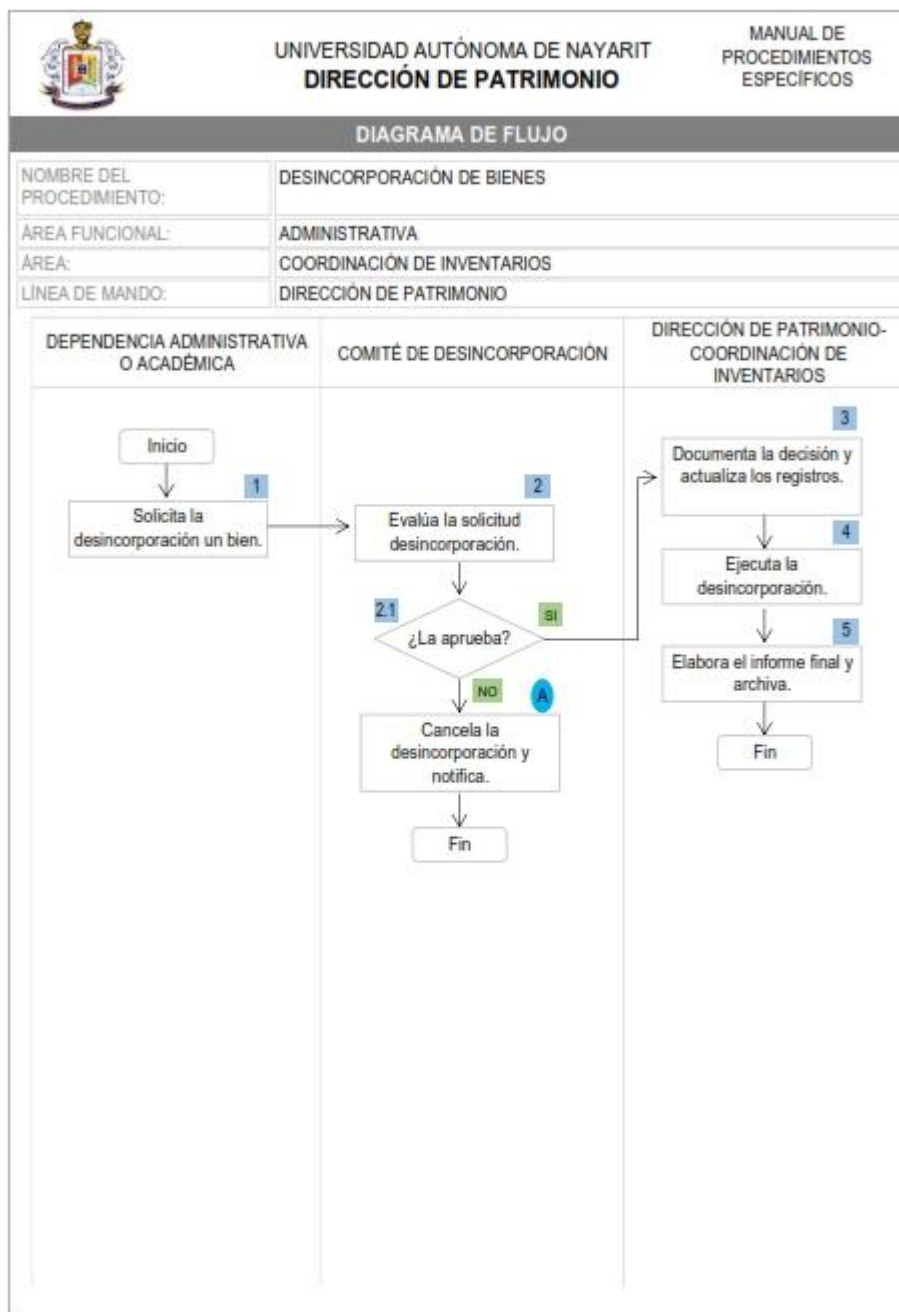 UNIVERSIDAD AUTÓNOMA DE NAYARIT
DIRECCIÓN DE PATRIMONIO
MANUAL DE
PROCEDIMIENTOS
ESPECÍFICOS
DIAGRAMA DE FLUJO
NOMBRE DEL
PROCEDIMIENTO:
DESINCORPORACIÓN DE BIENES
ÁREA FUNCIONAL:
ADMINISTRATIVA
ÁREA:
COORDINACIÓN DE INVENTARIOS
LÍNEA DE MANDO:
DIRECCIÓN DE PATRIMONIO
DEPENDENCIA ADMINISTRATIVA
O ACADÉMICA
COMITÉ DE DESINCORPORACIÓN
DIRECCIÓN DE PATRIMONIO-
COORDINACIÓN DE
INVENTARIOS
Inicio
1
Solicita la
desincorporación un bien.
2
Evalúa la solicitud
desincorporación.
2.1
¿La aprueba?
SI
NO
A
Cancela la
desincorporación y
notifica.
Fin
3
Documenta la decisión y
actualiza los registros.
4
Ejecuta la
desincorporación.
5
Elabora el informe final y
archiva.
Fin